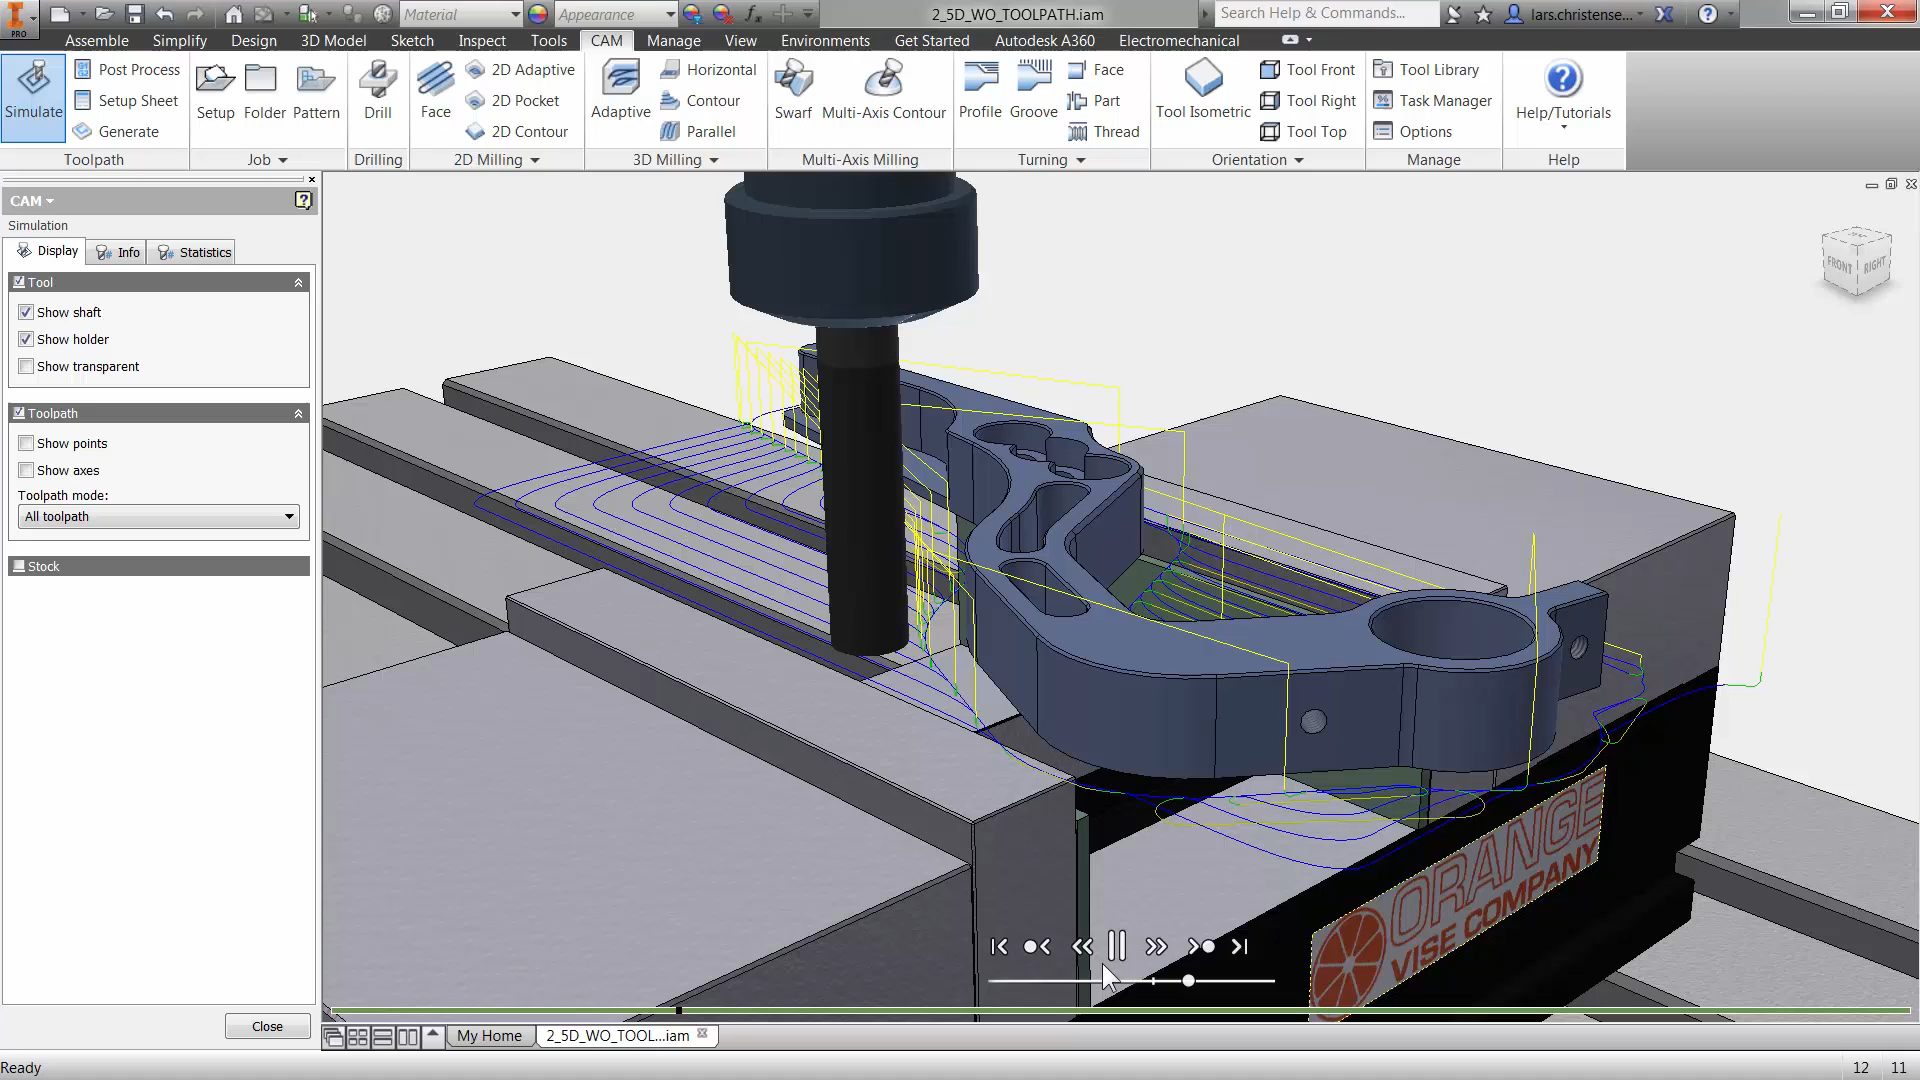 PRO
Material
Appearance
2_5D_WO_TOOLPATH.iam
Search Help & Commands...
lars.christense...
Assemble Simplify Design 3D Model Sketch Inspect Tools CAM Manage View Environments Get Started Autodesk A360 Electromechanical
Simulate
Post Process
Setup Sheet
Generate
Toolpath
Setup Folder Pattern
Job
Drill
Drilling
Face
2D Adaptive
2D Pocket
2D Contour
2D Milling
Adaptive
Horizontal
Contour
Parallel
3D Milling
Swarf Multi-Axis Contour
Multi-Axis Milling
Profile Groove
Face
Part
Thread
Turning
Tool Isometric
Tool Front
Tool Right
Tool Top
Orientation
Tool Library
Task Manager
Options
Manage
Help/Tutorials
Help
CAM
Simulation
Display Info Statistics
Tool
Show shaft
Show holder
Show transparent
Toolpath
Show points
Show axes
Toolpath mode:
All toolpath
Stock
Close
FRONT RIGHT
ORANGE
VISE COMPANY
My Home 2_5D_WO_TOOL...iam
Ready 12 11